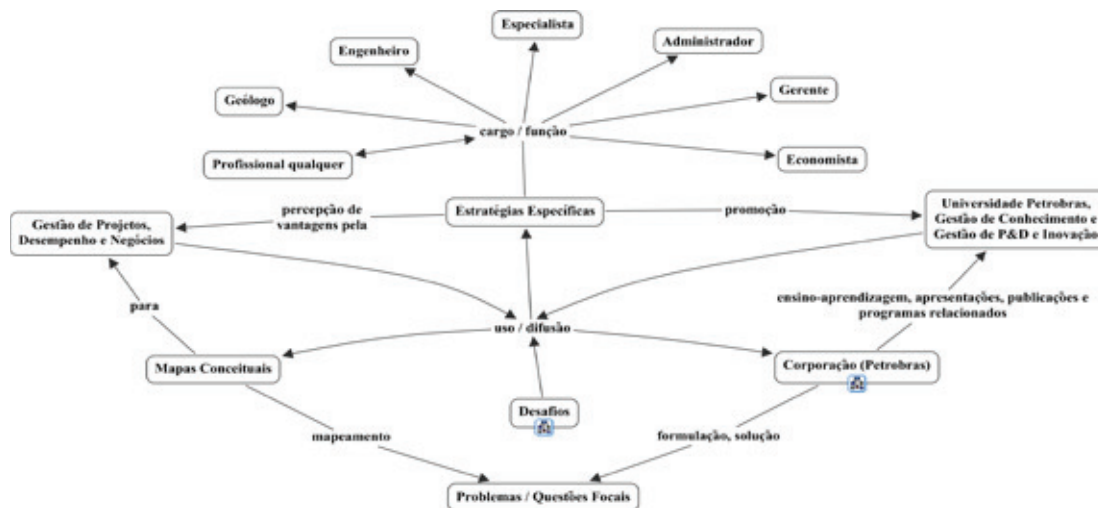 Especialista
Engenheiro
Administrador
Geólogo
Gerente
cargo / função
Profissional qualquer
Economista
percepção de
vantagens pela
Estratégias Específicas
promoção
Gestão de Projetos,
Desempenho e Negócios
Universidade Petrobras,
Gestão de Conhecimento e
Gestão de P&D e Inovação
ensino-aprendizagem, apresentações, publicações e
programas relacionados
para
uso / difusão
Mapas Conceituais
Corporação (Petrobras)
Desafios
mapeamento
formulação, solução
Problemas / Questões Focais